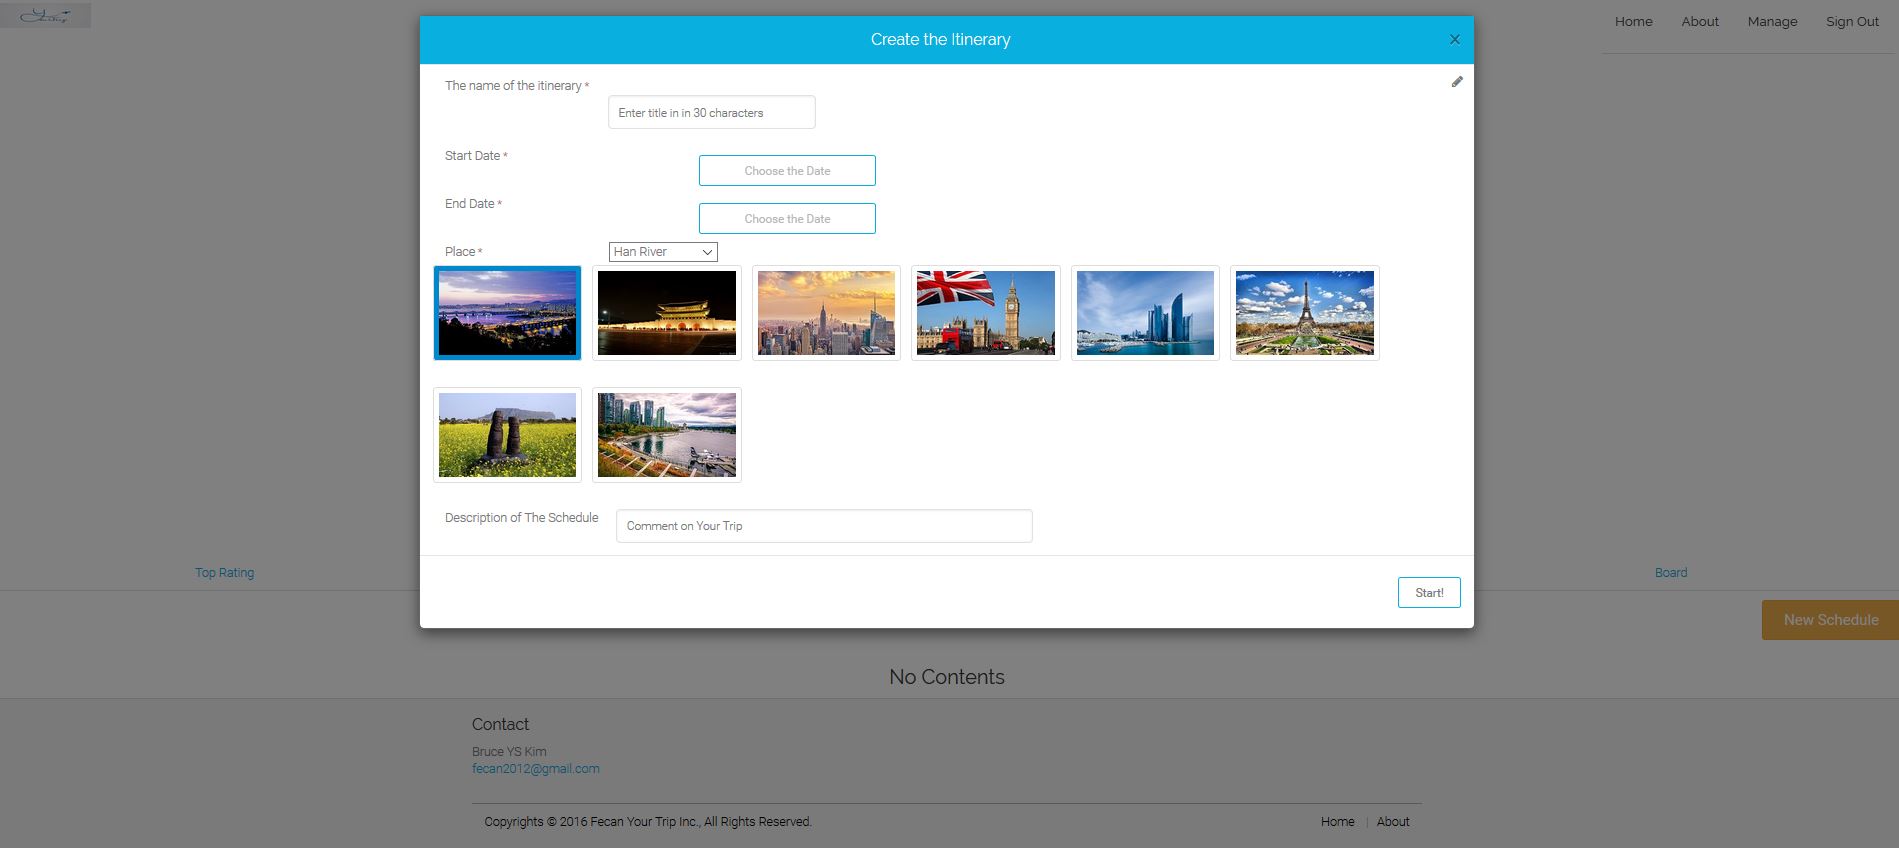 Home About Manage Sign Out
Create the Itinerary ×
The name of the itinerary *
Enter title in in 30 characters
Start Date *
Choose the Date
End Date *
Choose the Date
Place *
Han River
Description of The Schedule
Comment on Your Trip
Top Rating
Board
Start!
New Schedule
No Contents
Contact
Bruce YS Kim
fecan2012@gmail.com
Copyrights © 2016 Fecan Your Trip Inc., All Rights Reserved.
Home | About